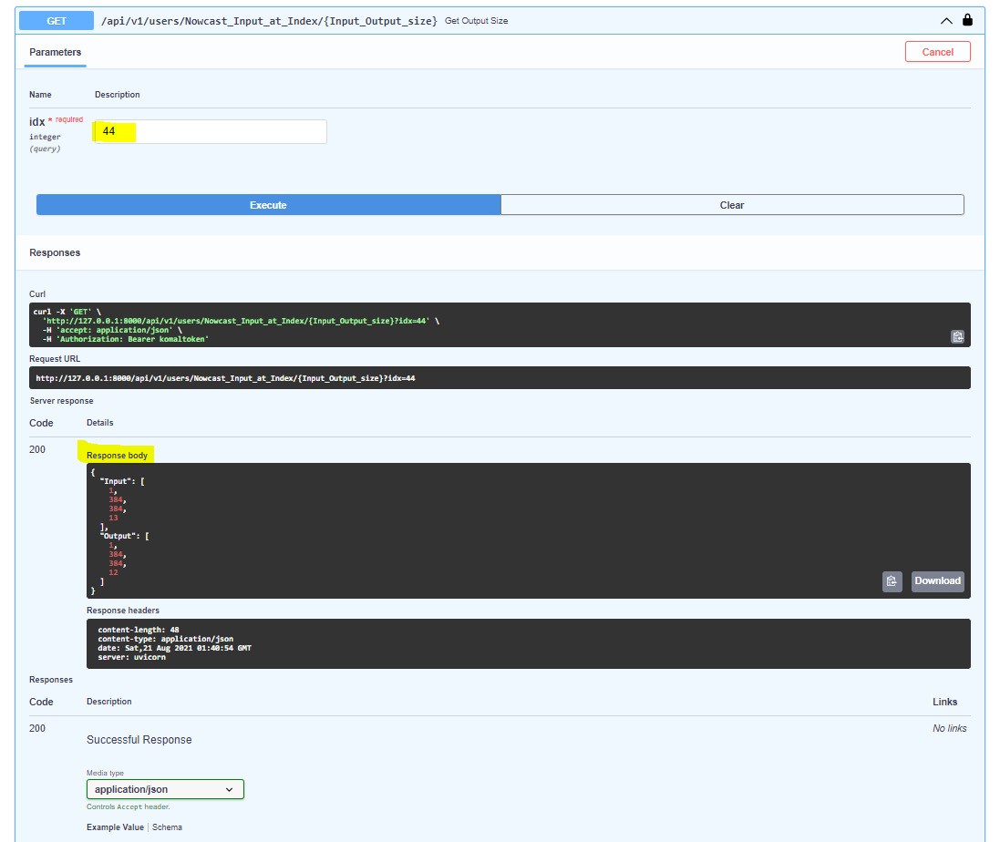 GET /api/v1/users/Nowcast_Input_at_Index/{Input_Output_size} Get Output Size
Parameters
Cancel
Name Description
idx * required
44
integer
(query)
Execute Clear
Responses
Curl
curl -X 'GET' \
'http://127.0.0.1:8000/api/v1/users/Nowcast_Input_at_Index/{Input_Output_size}?idx=44' \
-H 'accept: application/json' \
-H 'Authorization: Bearer komaltoken'
Request URL
http://127.0.0.1:8000/api/v1/users/Nowcast_Input_at_Index/{Input_Output_size}?idx=44
Server response
Code Details
200
Response body
{
"Input": [
1,
384,
384,
13
],
"Output": [
1,
384,
384,
12
]
}
Download
Response headers
content-length: 48
content-type: application/json
date: Sat,21 Aug 2021 01:40:54 GMT
server: uvicorn
Responses
Code Description Links
200 No links
Successful Response
Media type
application/json
Controls Accept header.
Example Value | Schema